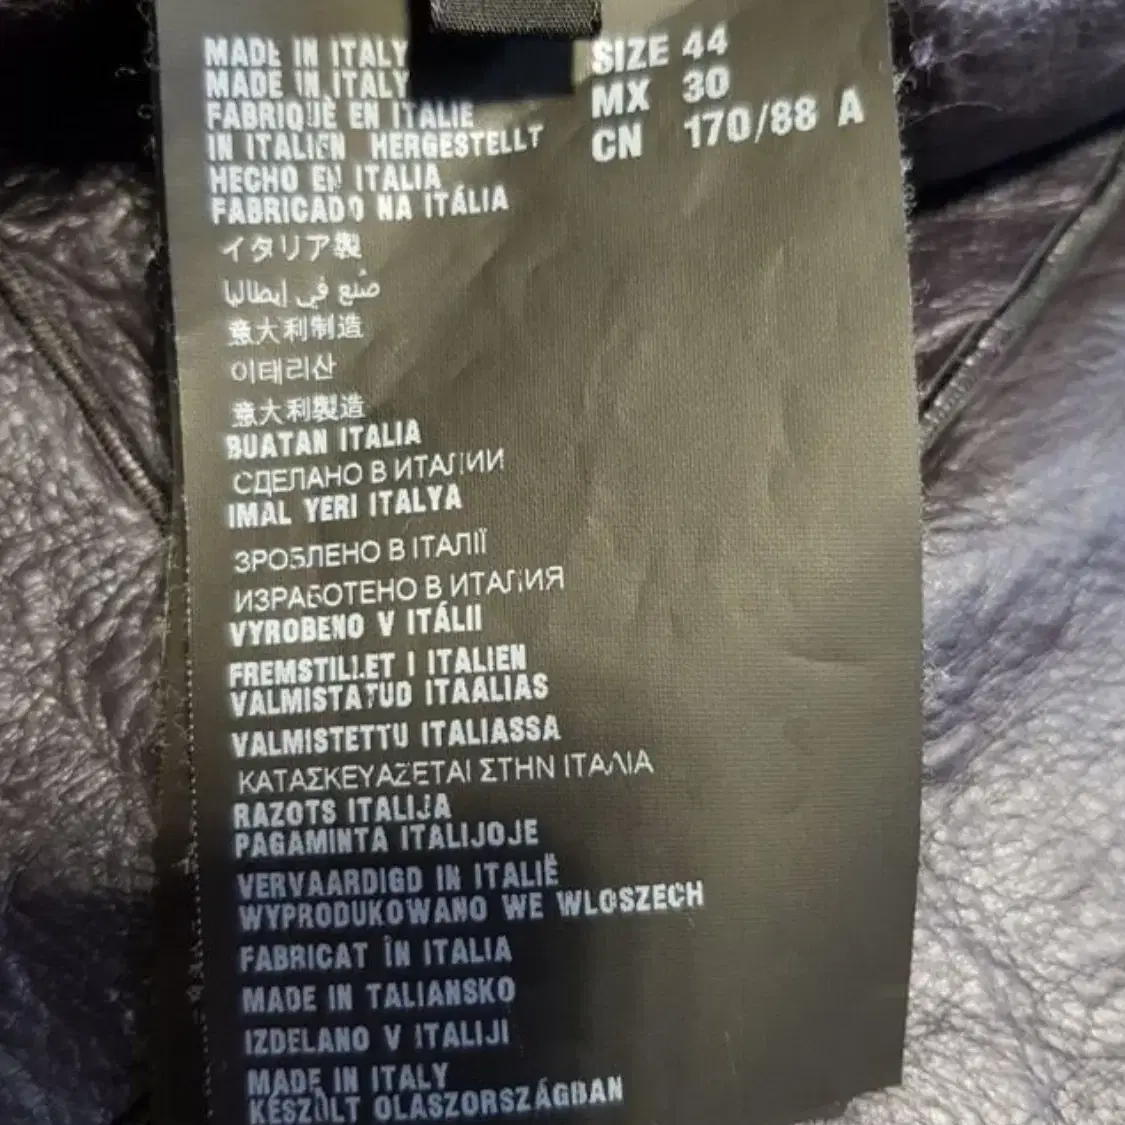 MADE IN ITALY
MADE IN ITALY
FABRIQUÈ EN ITALIE
IN ITALIEN HERGESTELLT
HECHO EN ITALIA
FABRICADO NA ITÁLIA
イタリア製
صُنع في إيطاليا
意大利制造
이태리산
意大利製造
BUATAN ITALIA
СДЕЛАНО В ИТАЛИИ
IMAL YERI ITALYA
ЗРОБЛЕНО В ІТАЛІЇ
ИЗРАБОТЕНО В ИТАЛИЯ
VYROBENO V ITÁLII
FREMSTILLET I ITALIEN
VALMISTATUD ITAALIAS
VALMISTETTU ITALIASSA
ΚΑΤΑΣΚΕΥΑΖΕΤΑΙ ΣΤΗΝ ΙΤΑΛΙΑ
RAZOTS ITALIJA
PAGAMINTA ITALIJOJE
VERVAARDIGD IN ITALIË
WYPRODUKOWANO WE WLOSZECH
FABRICAT ÎN ITALIA
MADE IN TALIANSKO
IZDELANO V ITALIJI
MADE IN ITALY
KÉSZÜLT OLASZORSZÁGBAN
SIZE 44
MX 30
CN 170/88 A